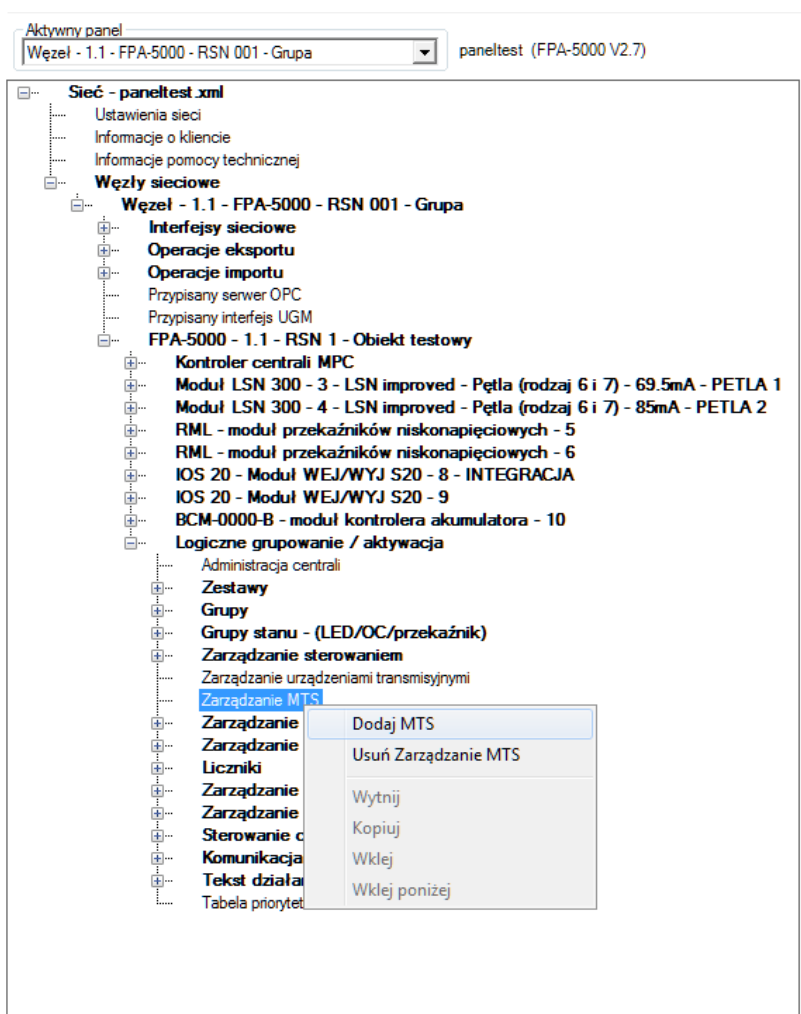 Aktywny panel
Węzeł - 1.1 - FPA-5000 - RSN 001 - Grupa
paneltest (FPA-5000 V2.7)
Sieć - paneltest.xml
Ustawienia sieci
Informacje o kliencie
Informacje pomocy technicznej
Węzły sieciowe
Węzeł - 1.1 - FPA-5000 - RSN 001 - Grupa
Interfejsy sieciowe
Operacje eksportu
Operacje importu
Przypisany serwer OPC
Przypisany interfejs UGM
FPA-5000 - 1.1 - RSN 1 - Obiekt testowy
Kontroler centrali MPC
Moduł LSN 300 - 3 - LSN improved - Pętla (rodzaj 6 i 7) - 69.5mA - PETLA 1
Moduł LSN 300 - 4 - LSN improved - Pętla (rodzaj 6 i 7) - 85mA - PETLA 2
RML - moduł przekaźników niskonapięciowych - 5
RML - moduł przekaźników niskonapięciowych - 6
IOS 20 - Moduł WEJ/WYJ S20 - 8 - INTEGRACJA
IOS 20 - Moduł WEJ/WYJ S20 - 9
BCM-0000-B - moduł kontrolera akumulatora - 10
Logiczne grupowanie / aktywacja
Administracja centrali
Zestawy
Grupy
Grupy stanu - (LED/OC/przekaźnik)
Zarządzanie sterowaniem
Zarządzanie urządzeniami transmisyjnymi
Zarządzanie MTS
Zarządzanie
Zarządzanie
Liczniki
Zarządzanie
Zarządzanie
Sterowanie c
Komunikacja
Tekst działa
Tabela priorytet
Dodaj MTS
Usuń Zarządzanie MTS
Wytnij
Kopiuj
Wklej
Wklej poniżej